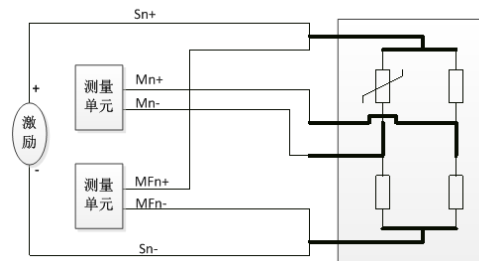 Sn+
+
测量
单元
Mn+
Mn-
激
励
测量
单元
MFn+
MFn-
-
Sn-